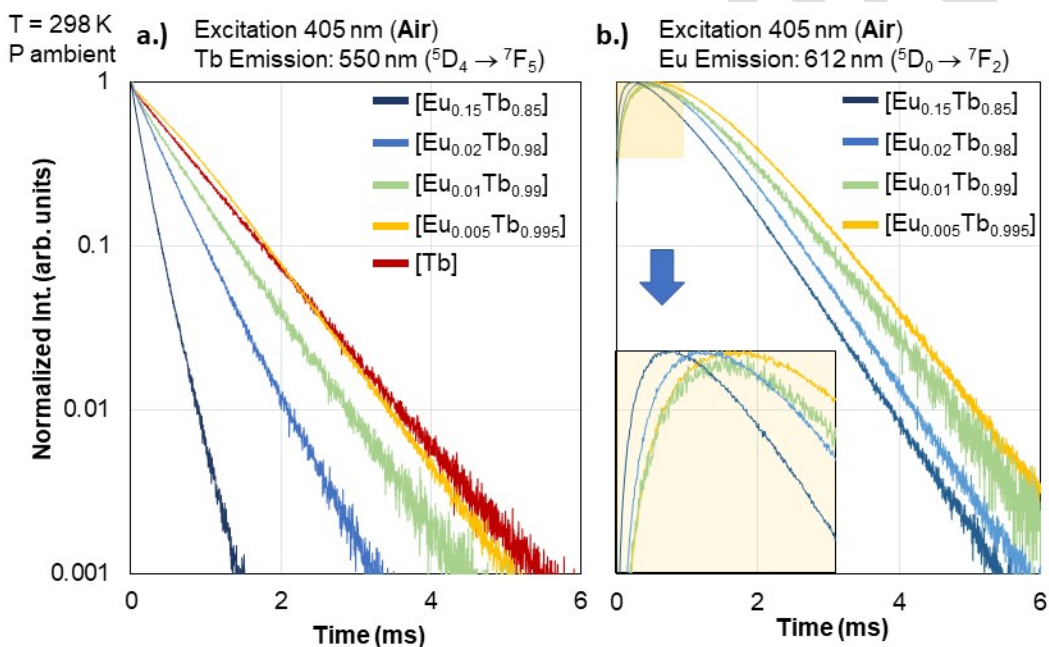 T = 298 K
P ambient
a.) Excitation 405 nm (Air)
Tb Emission: 550 nm (⁵D₄ → ⁷F₅)
b.) Excitation 405 nm (Air)
Eu Emission: 612 nm (⁵D₀ → ⁷F₂)
Normalized Int. (arb. units)
1
0.1
0.01
0.001
[Eu₀.₁₅Tb₀.₈₅]
[Eu₀.₀₂Tb₀.₉₈]
[Eu₀.₀₁Tb₀.₉₉]
[Eu₀.₀₀₅Tb₀.₉₉₅]
[Tb]
0 2 4 6
Time (ms)
[Eu₀.₁₅Tb₀.₈₅]
[Eu₀.₀₂Tb₀.₉₈]
[Eu₀.₀₁Tb₀.₉₉]
[Eu₀.₀₀₅Tb₀.₉₉₅]
0 2 4 6
Time (ms)